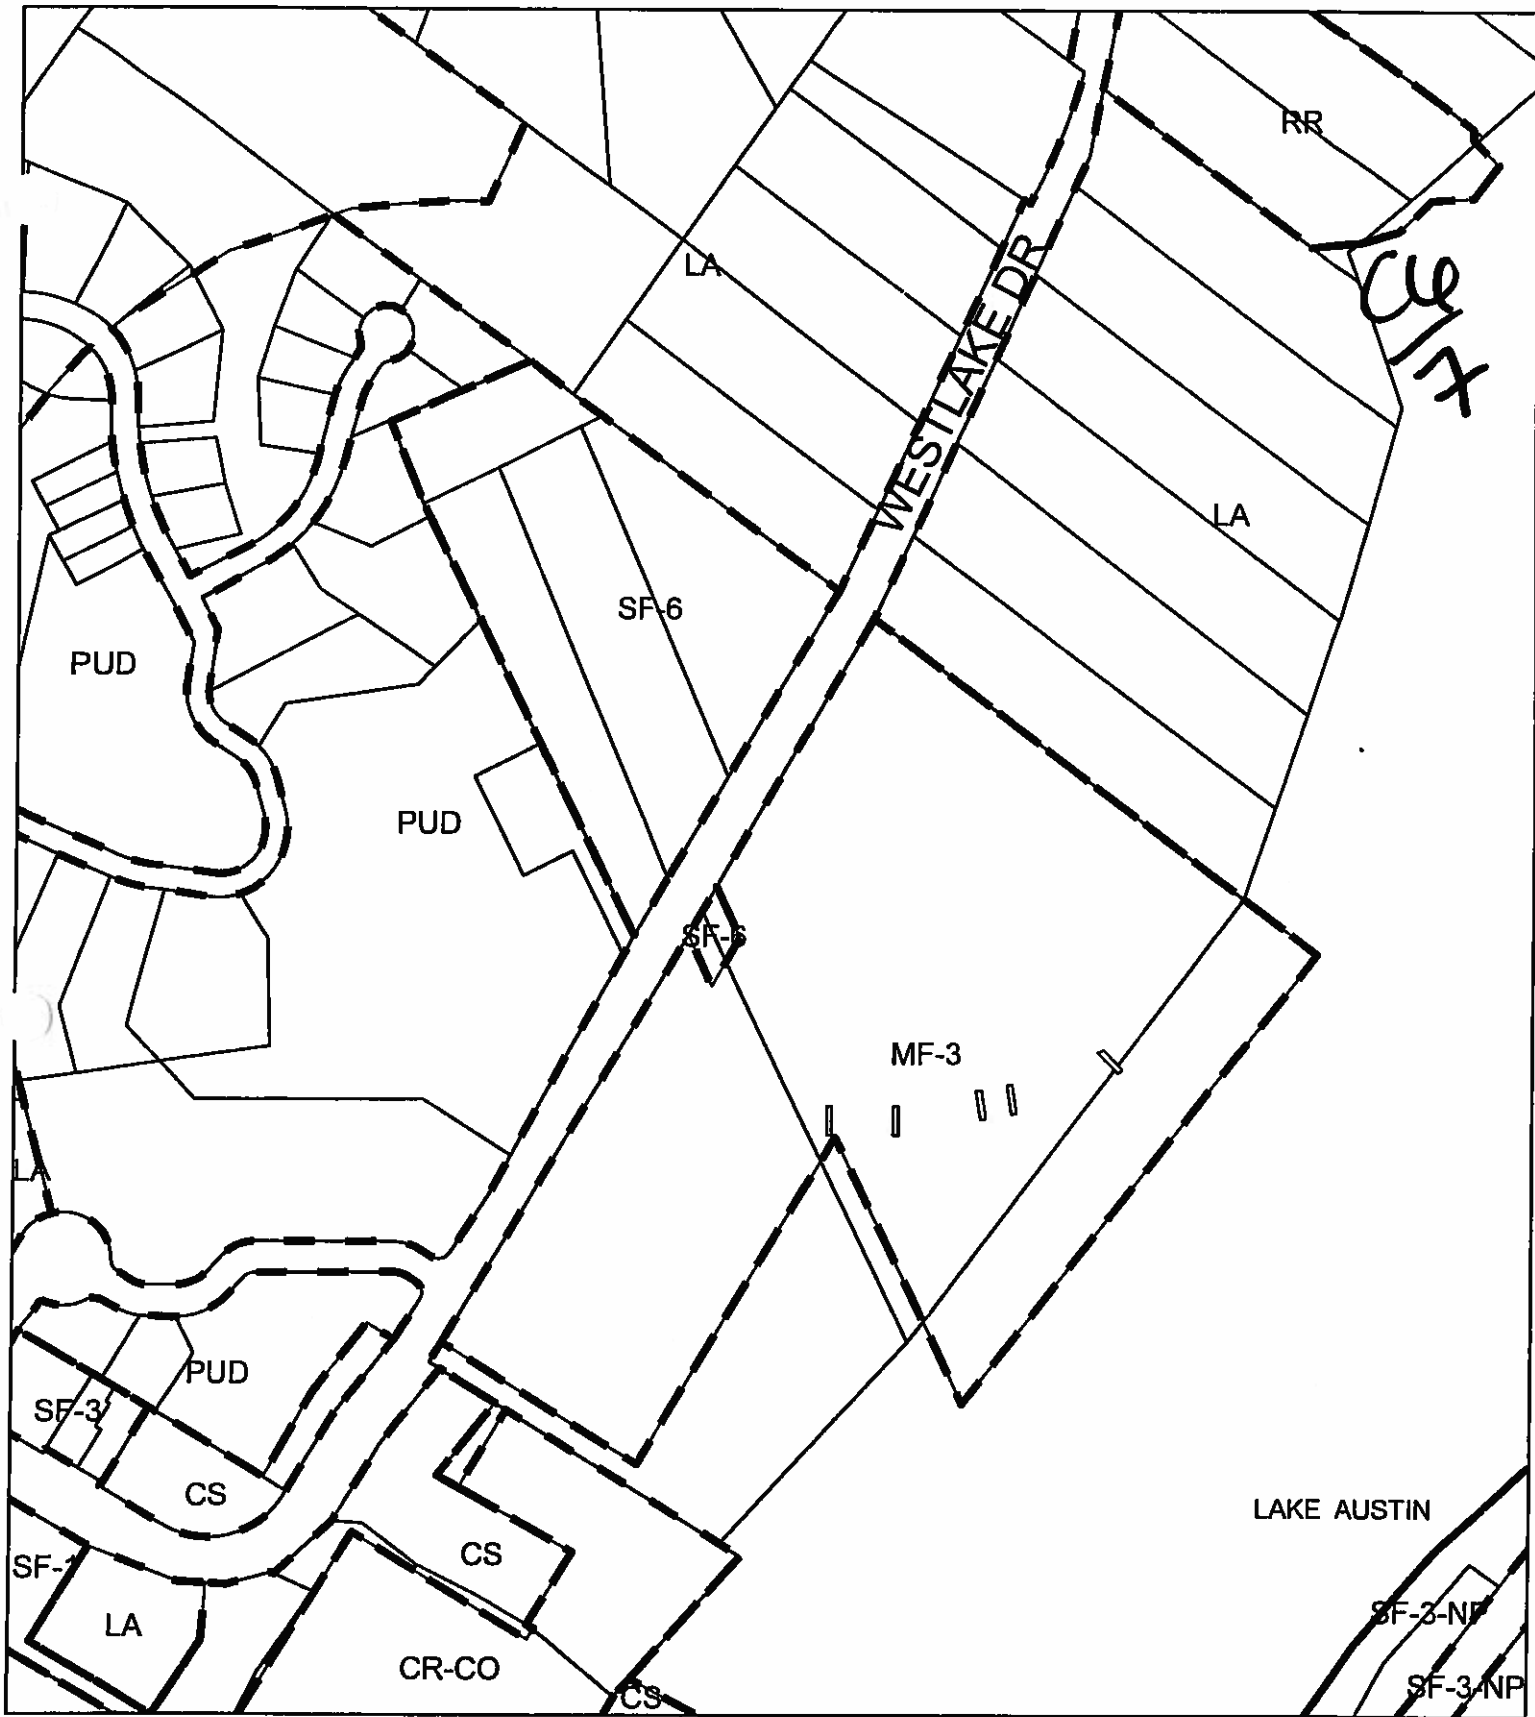 RR
LA
WESTLAKE DR
C6/7
LA
SF-6
PUD
PUD
SF-6
MF-3
LA
PUD
SF-3
CS
LAKE AUSTIN
CS
SF-1
LA
SF-3-NP
CR-CO
SF-3-NP
CS